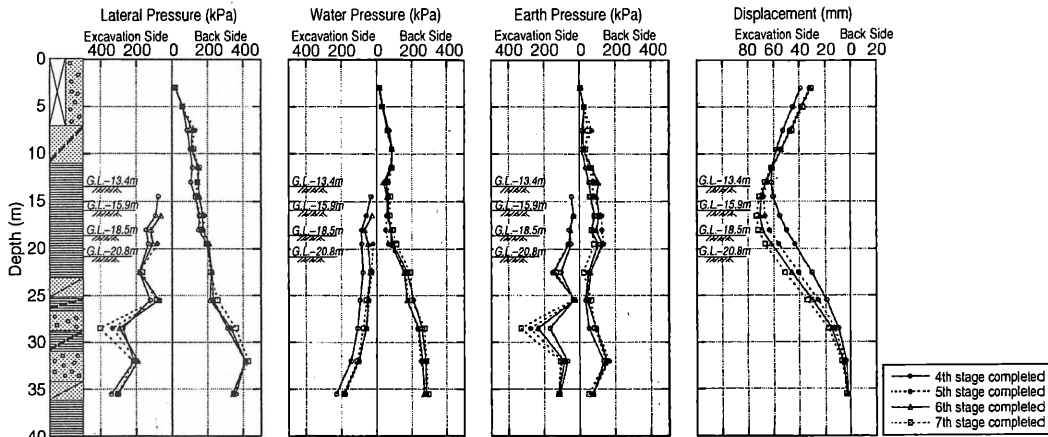 Lateral Pressure (kPa)
Excavation Side Back Side
400 200 0 200 400
Water Pressure (kPa)
Excavation Side Back Side
400 200 0 200 400
Earth Pressure (kPa)
Excavation Side Back Side
400 200 0 200 400
Displacement (mm)
Excavation Side Back Side
80 60 40 20 0 20
Depth (m)
0
5
10
15
20
25
30
35
40
G.L.-13.4m
G.L.-15.9m
G.L.-18.5m
G.L.-20.8m
G.L.-13.4m
G.L.-15.9m
G.L.-18.5m
G.L.-20.8m
G.L.-13.4m
G.L.-15.9m
G.L.-18.5m
G.L.-20.8m
G.L.-13.4m
G.L.-15.9m
G.L.-18.5m
G.L.-20.8m
4th stage completed
5th stage completed
6th stage completed
7th stage completed